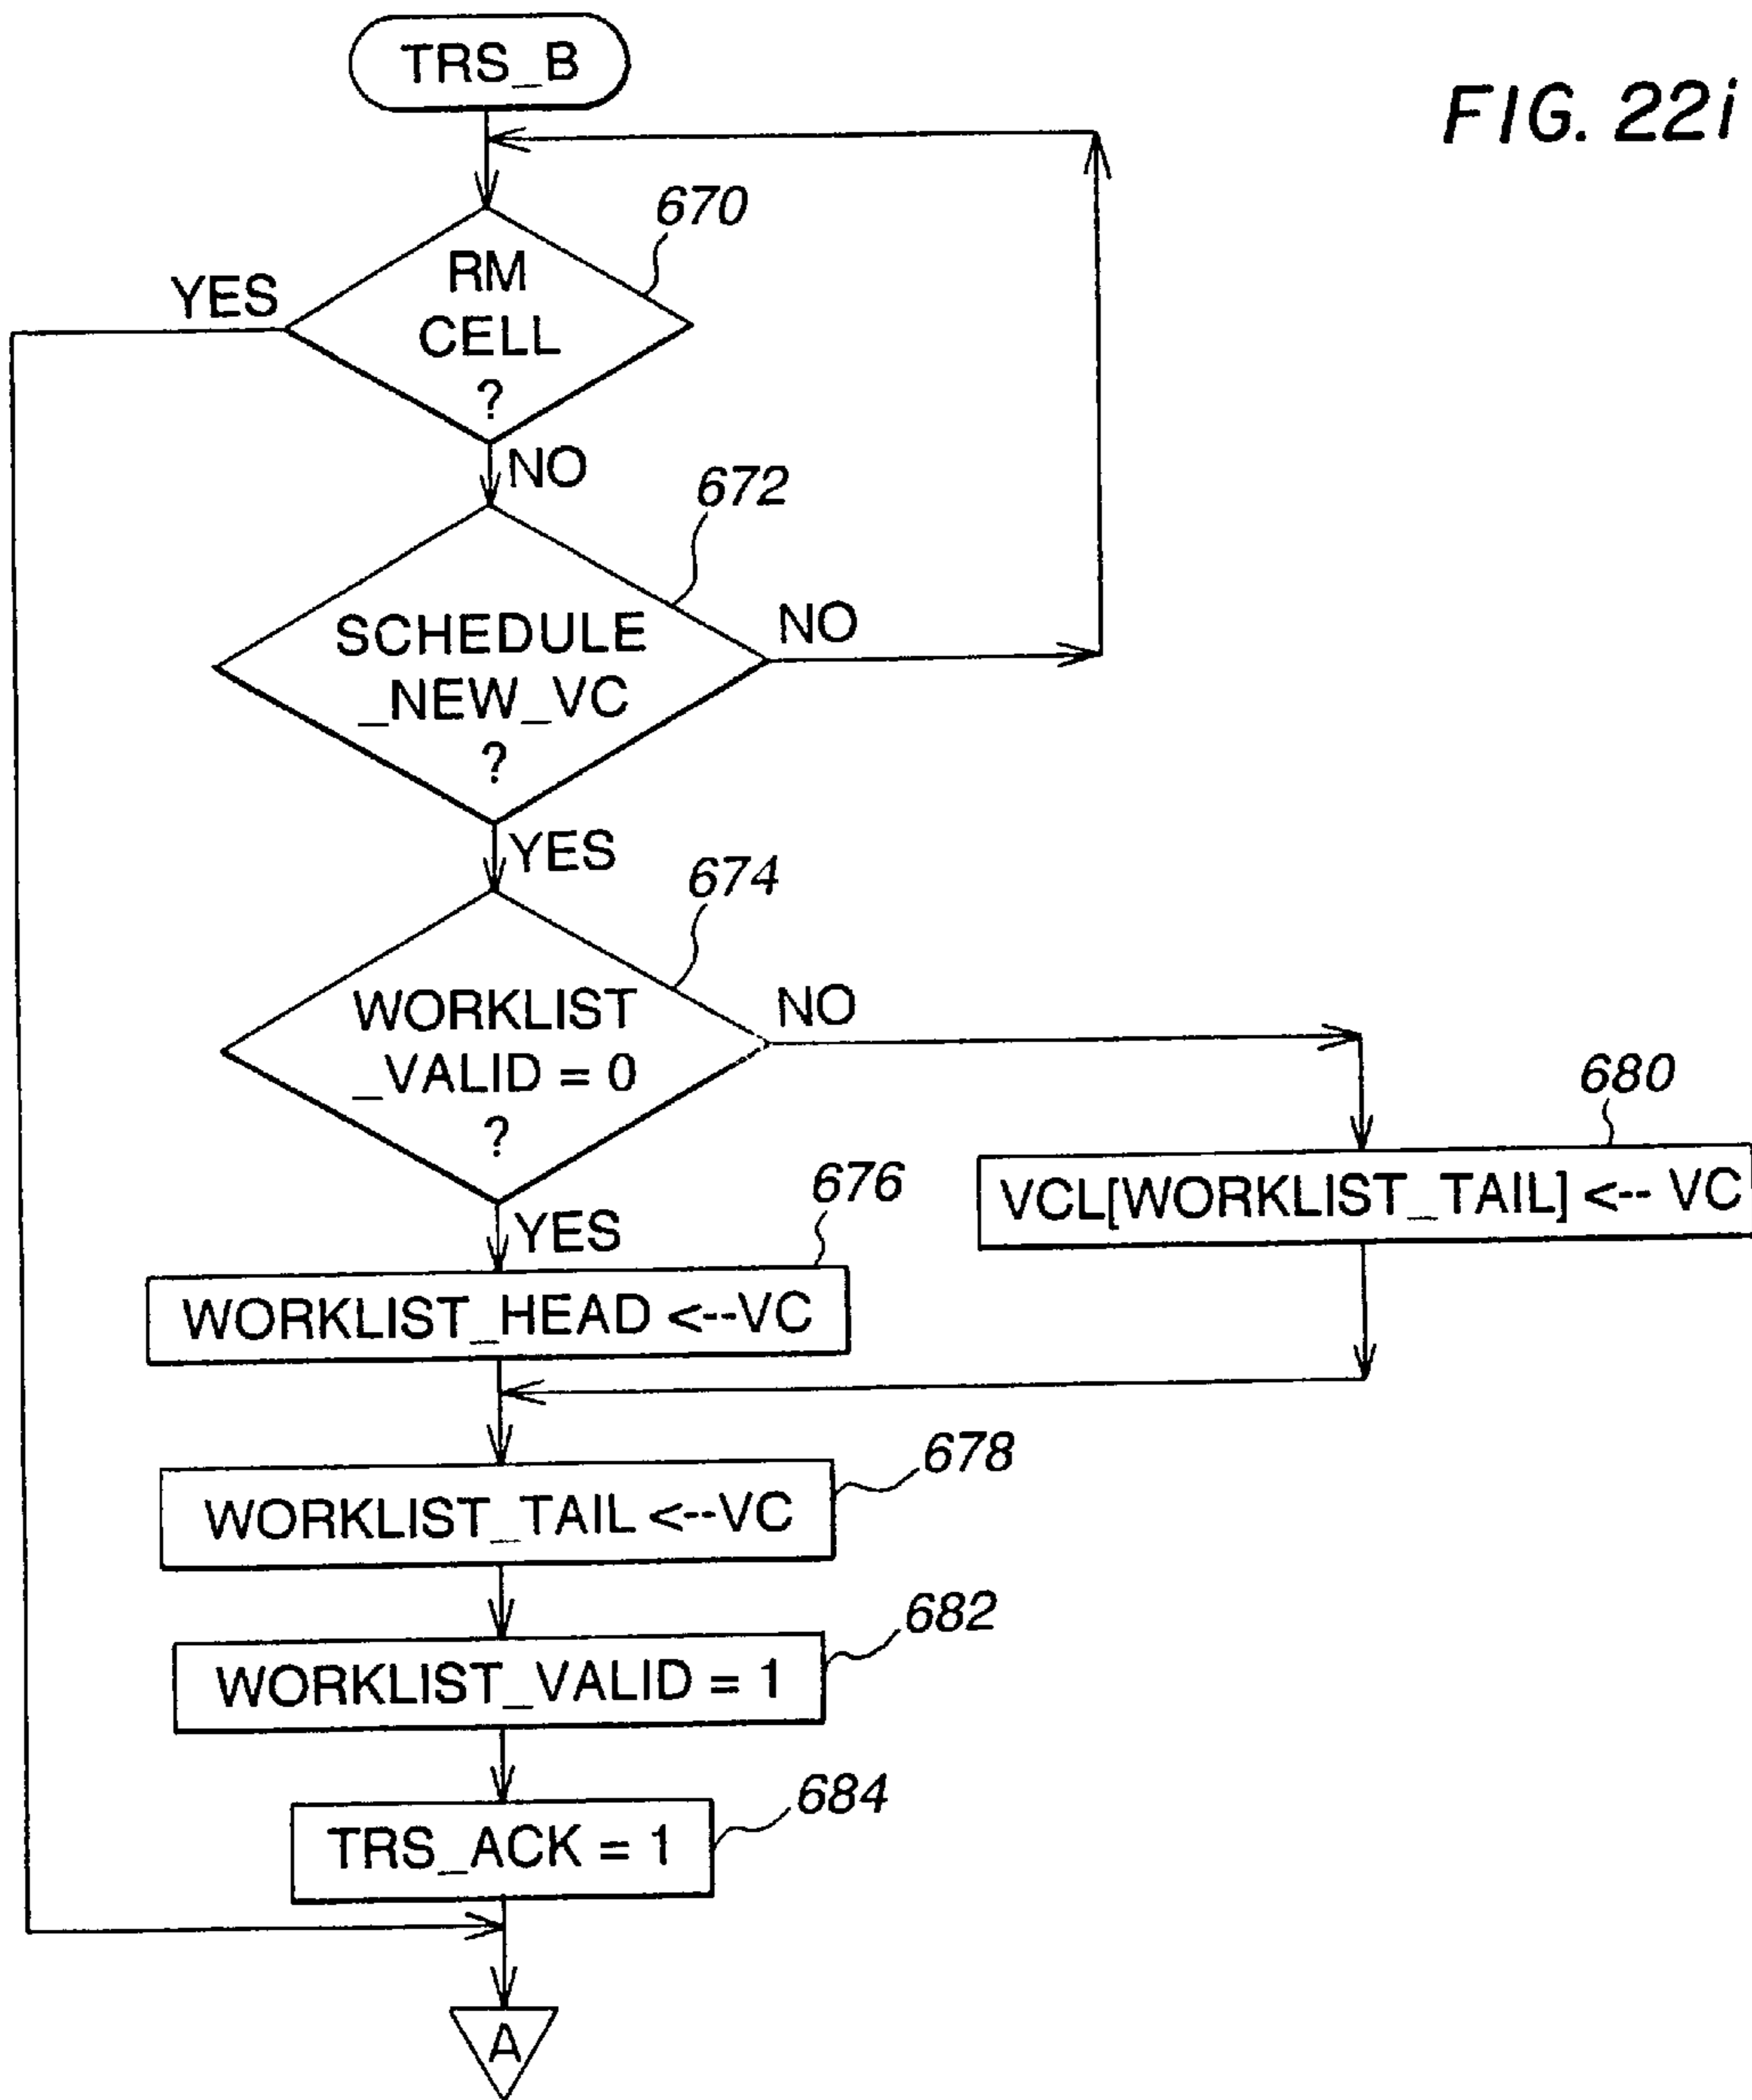 TRS_B
FIG. 22i
670
RM
CELL
?
YES
NO
672
SCHEDULE
_NEW_VC
?
NO
YES
674
WORKLIST
_VALID = 0
?
NO
YES
680
VCL[WORKLIST_TAIL] <-- VC
676
WORKLIST_HEAD <--VC
678
WORKLIST_TAIL <--VC
682
WORKLIST_VALID = 1
684
TRS_ACK = 1
A